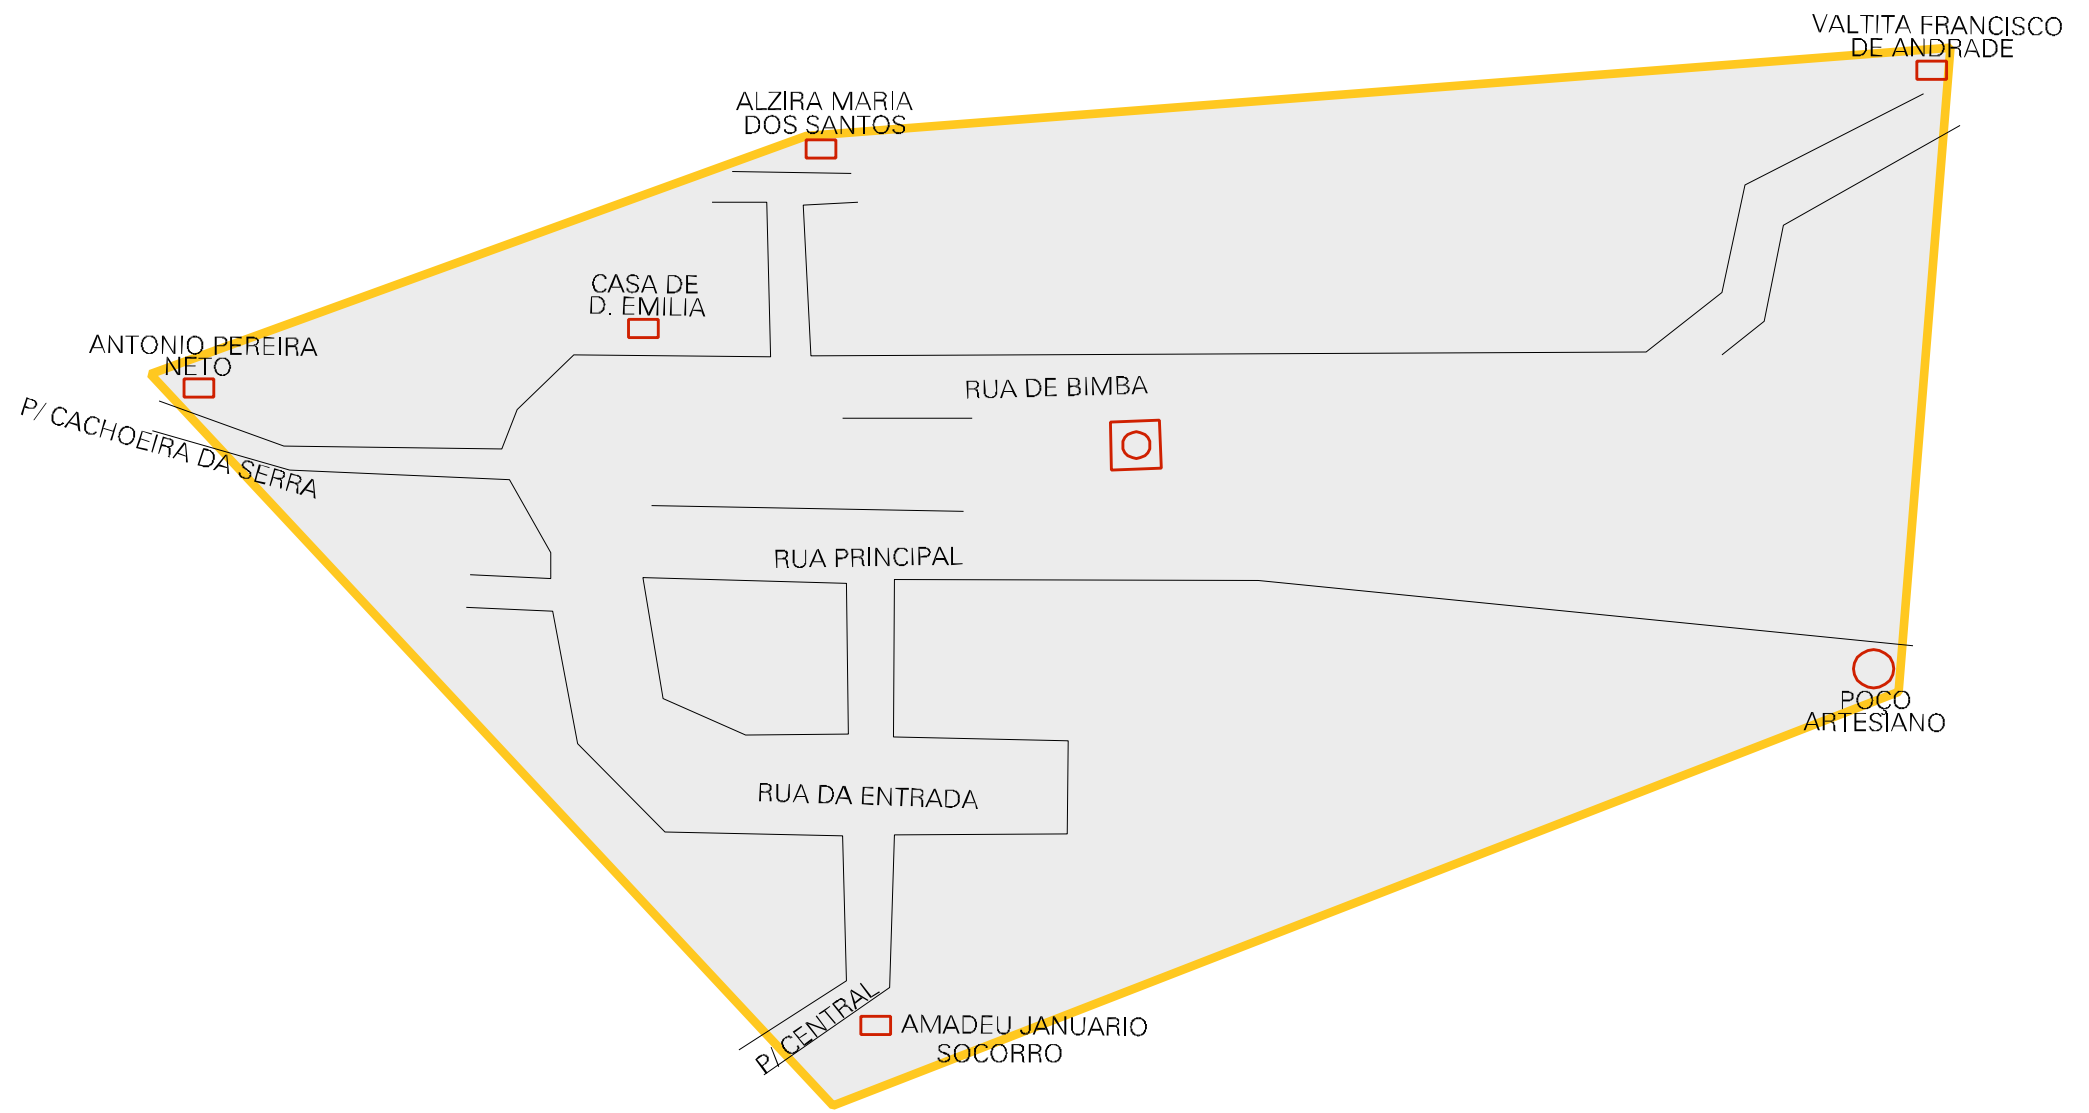 VALTITA FRANCISCO
DE ANDRADE
ALZIRA MARIA
DOS SANTOS
CASA DE
D. EMILIA
ANTONIO PEREIRA
NETO
P/ CACHOEIRA DA SERRA
RUA DE BIMBA
RUA PRINCIPAL
POÇO
ARTESIANO
RUA DA ENTRADA
P/ CENTRAL
AMADEU JANUARIO
SOCORRO